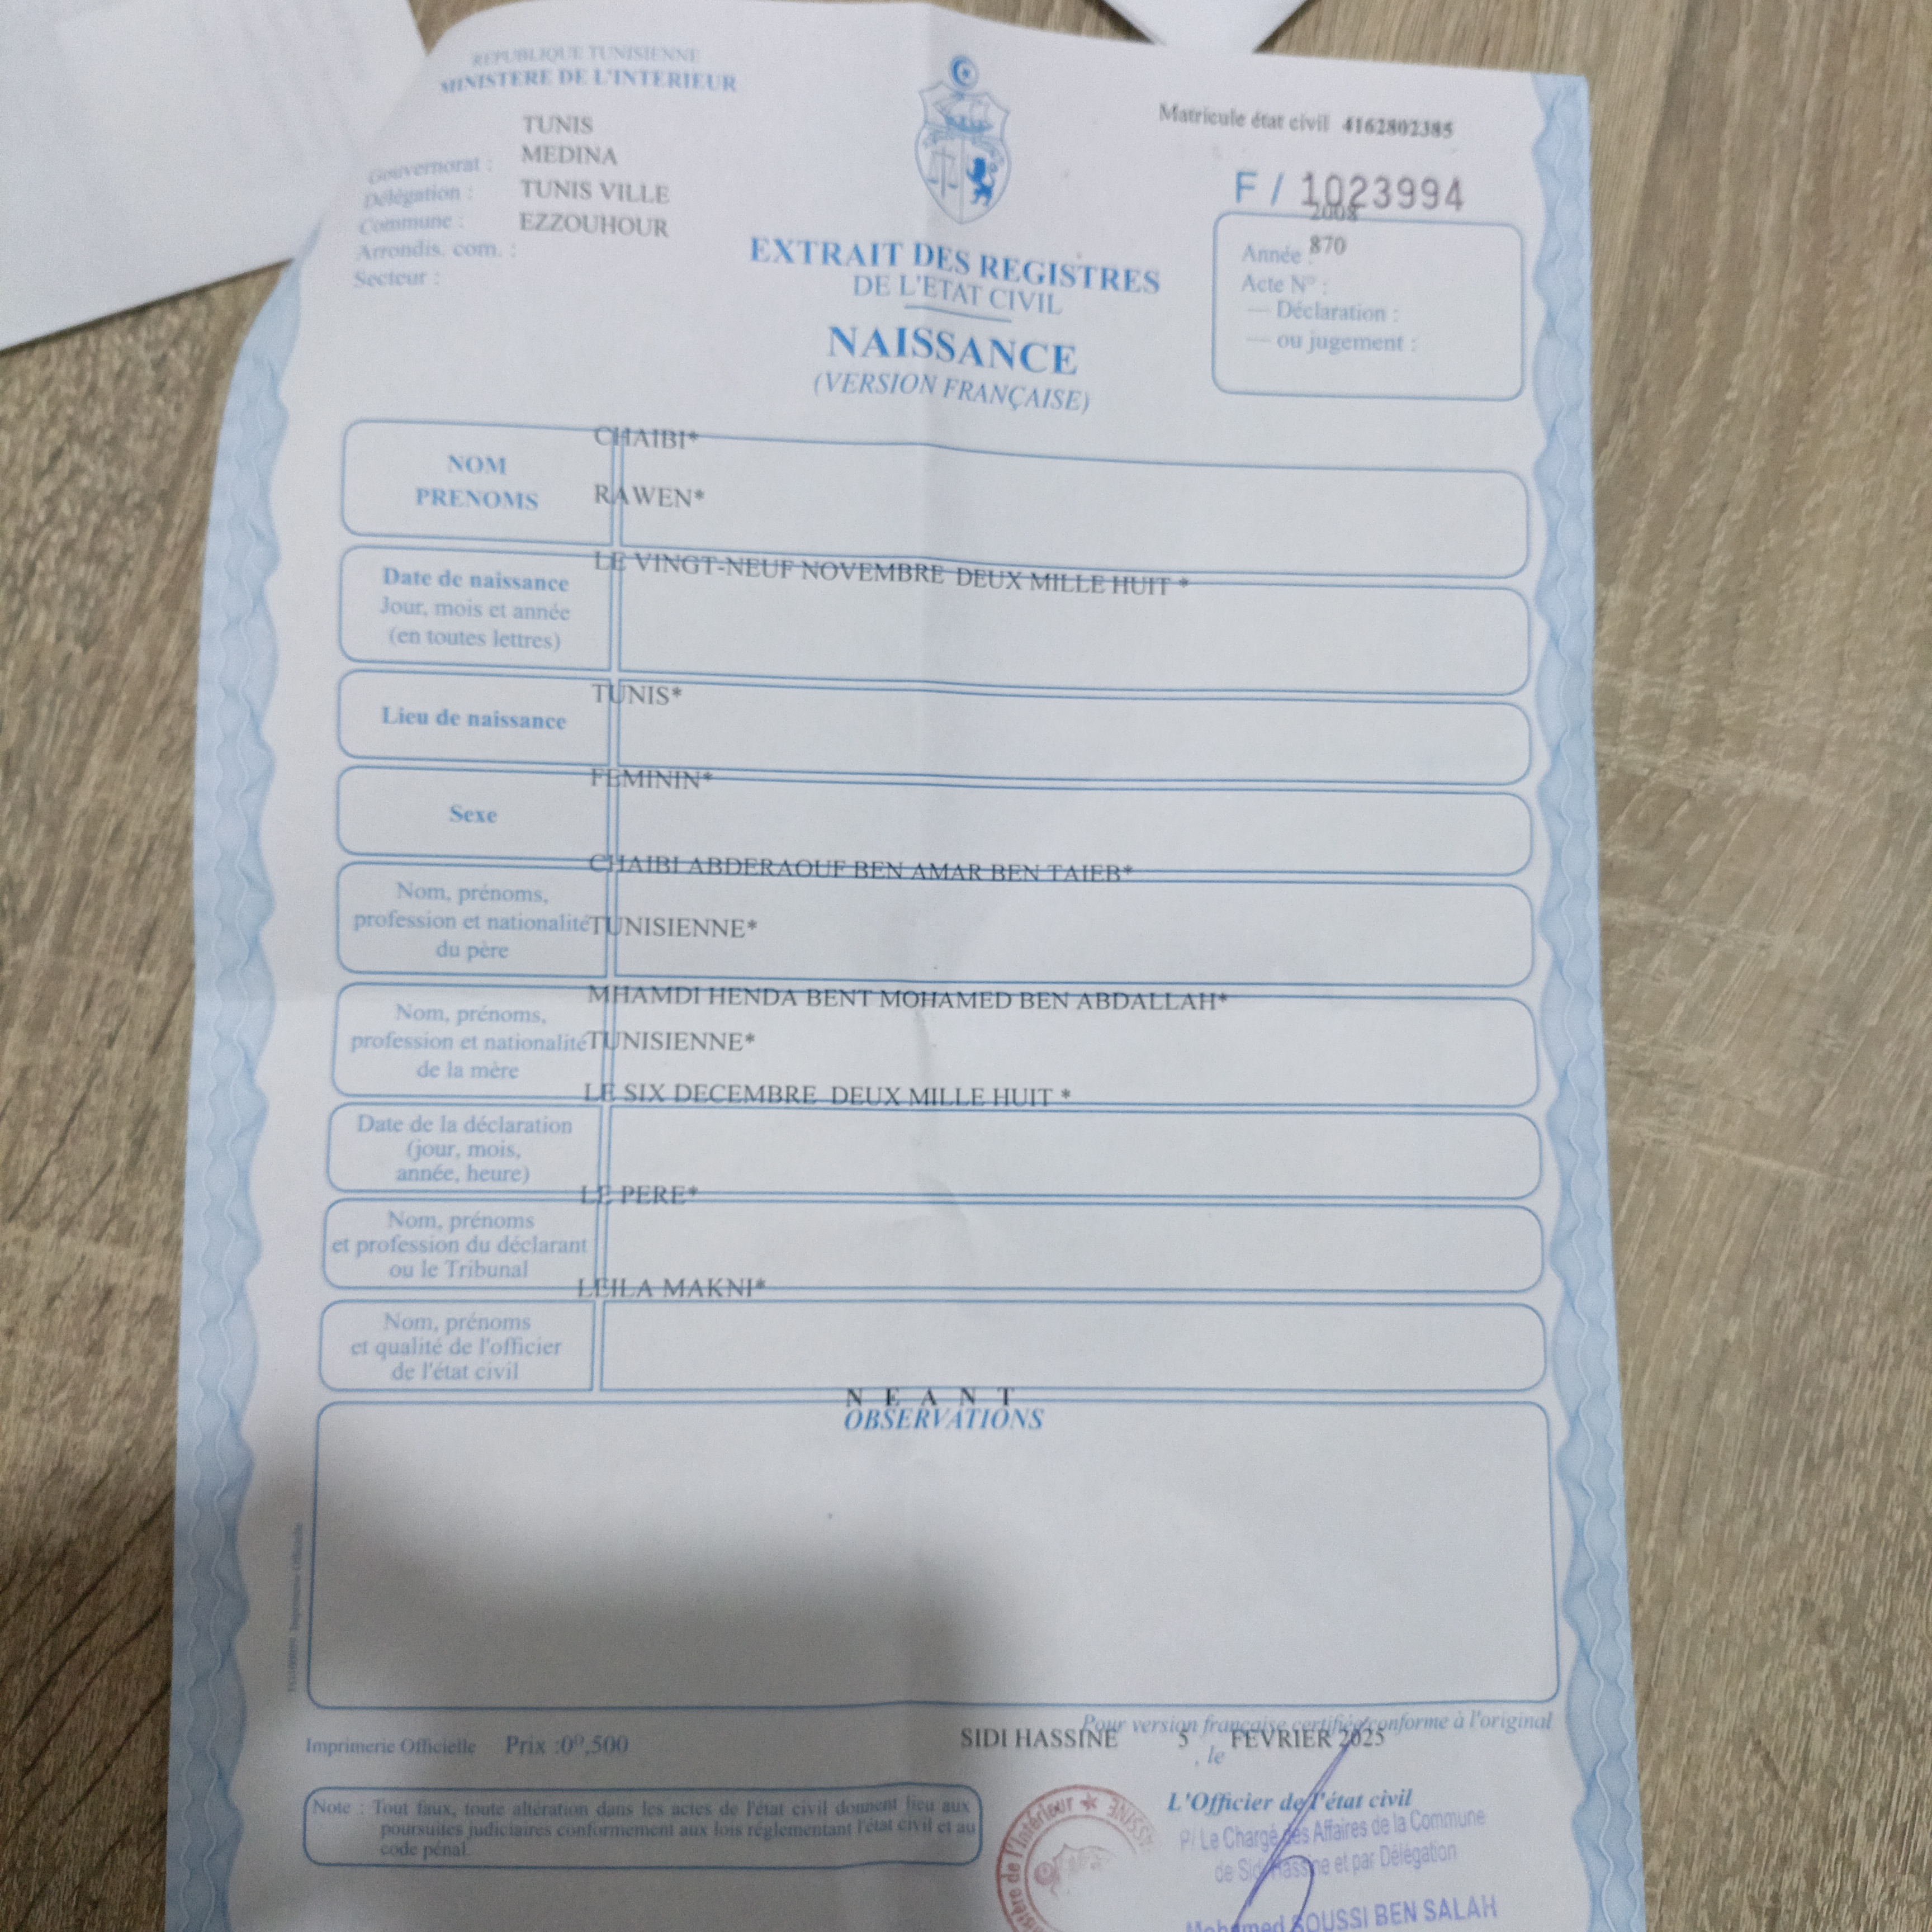 REPUBLIQUE TUNISIENNE
MINISTERE DE L'INTERIEUR
TUNIS
Gouvernorat : MEDINA
Délégation : TUNIS VILLE
Commune : EZZOUHOUR
Arrondis. com. :
Secteur :
Matricule état civil 4162802385
F / 1023994
2008
Année : 870
Acte N° :
— Déclaration :
— ou jugement :
EXTRAIT DES REGISTRES
DE L'ETAT CIVIL
NAISSANCE
(VERSION FRANÇAISE)
CHAIBI*
NOM
PRENOMS RAWEN*
LE VINGT-NEUF NOVEMBRE DEUX MILLE HUIT *
Date de naissance
Jour, mois et année
(en toutes lettres)
TUNIS*
Lieu de naissance
FEMININ*
Sexe
CHAIBI ABDERAOUF BEN AMAR BEN TAIEB*
Nom, prénoms,
profession et nationalité TUNISIENNE*
du père
MHAMDI HENDA BENT MOHAMED BEN ABDALLAH*
Nom, prénoms,
profession et nationalité TUNISIENNE*
de la mère
LE SIX DECEMBRE DEUX MILLE HUIT *
Date de la déclaration
(jour, mois,
année, heure)
LE PERE*
Nom, prénoms
et profession du déclarant
ou le Tribunal
LEILA MAKNI*
Nom, prénoms
et qualité de l'officier
de l'état civil
N E A N T
OBSERVATIONS
Pour version française certifiée conforme à l'original
Imprimerie Officielle Prix :0ᴰ,500
SIDI HASSINE 5 FEVRIER 2025
, le
Note : Tout faux, toute altération dans les actes de l'état civil donnent lieu aux
poursuites judiciaires conformement aux lois réglementant l'état civil et au
code pénal.
L'Officier de l'état civil
P/ Le Chargé des Affaires de la Commune
de Sidi Hassine et par Délégation
Mohamed SOUSSI BEN SALAH